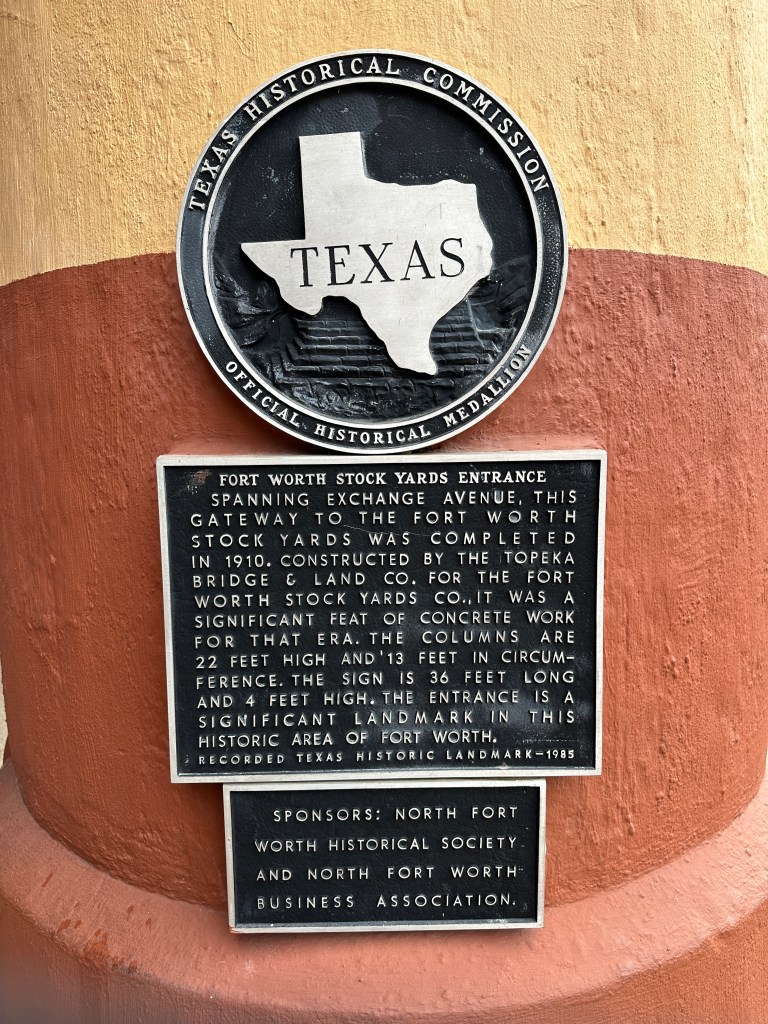 TEXAS HISTORICAL COMMISSION
TEXAS
OFFICIAL HISTORICAL MEDALLION
FORT WORTH STOCK YARDS ENTRANCE
SPANNING EXCHANGE AVENUE, THIS
GATEWAY TO THE FORT WORTH
STOCK YARDS WAS COMPLETED
IN 1910. CONSTRUCTED BY THE TOPEKA
BRIDGE & LAND CO. FOR THE FORT
WORTH STOCK YARDS CO., IT WAS A
SIGNIFICANT FEAT OF CONCRETE WORK
FOR THAT ERA. THE COLUMNS ARE
22 FEET HIGH AND 13 FEET IN CIRCUM-
FERENCE. THE SIGN IS 36 FEET LONG
AND 4 FEET HIGH. THE ENTRANCE IS A
SIGNIFICANT LANDMARK IN THIS
HISTORIC AREA OF FORT WORTH.
RECORDED TEXAS HISTORIC LANDMARK-1985
SPONSORS: NORTH FORT
WORTH HISTORICAL SOCIETY
AND NORTH FORT WORTH
BUSINESS ASSOCIATION.